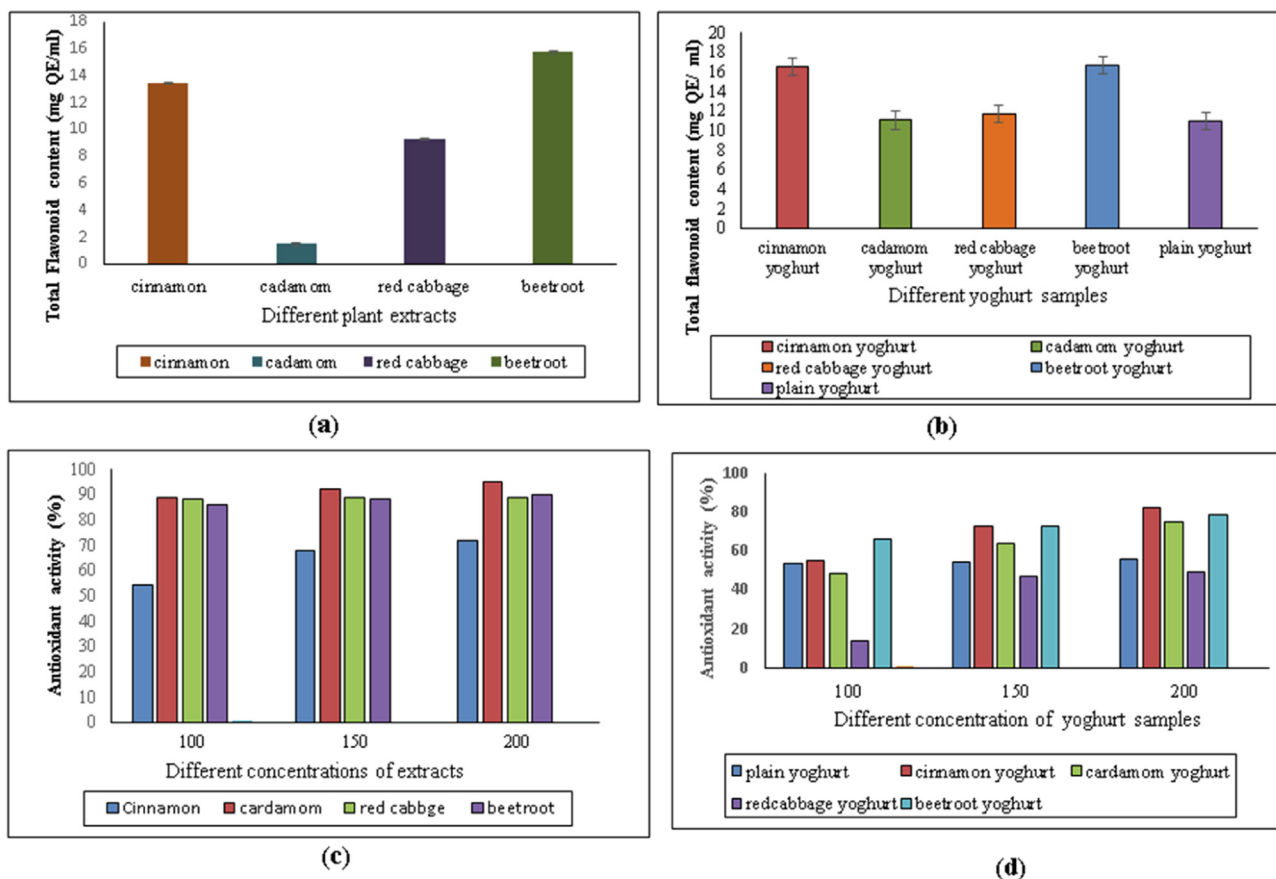 Total Flavonoid content (mg QE/ml)
18
16
14
12
10
8
6
4
2
0
cinnamon cadamom red cabbage beetroot
Different plant extracts
cinnamon cadamom red cabbage beetroot
(a)
Total flavonoid content (mg QE/ ml)
20
18
16
14
12
10
8
6
4
2
0
cinnamon yoghurt
cadamom yoghurt
red cabbage yoghurt
beetroot yoghurt
plain yoghurt
Different yoghurt samples
cinnamon yoghurt cadamom yoghurt
red cabbage yoghurt beetroot yoghurt
plain yoghurt
(b)
Antioxidant activity (%)
100
90
80
70
60
50
40
30
20
10
0
100 150 200
Different concentrations of extracts
Cinnamon cardamom red cabbge beetroot
(c)
Antioxidant activity (%)
100
80
60
40
20
0
100 150 200
Different concentration of yoghurt samples
plain yoghurt cinnamon yoghurt cardamom yoghurt
redcabbage yoghurt beetroot yoghurt
(d)